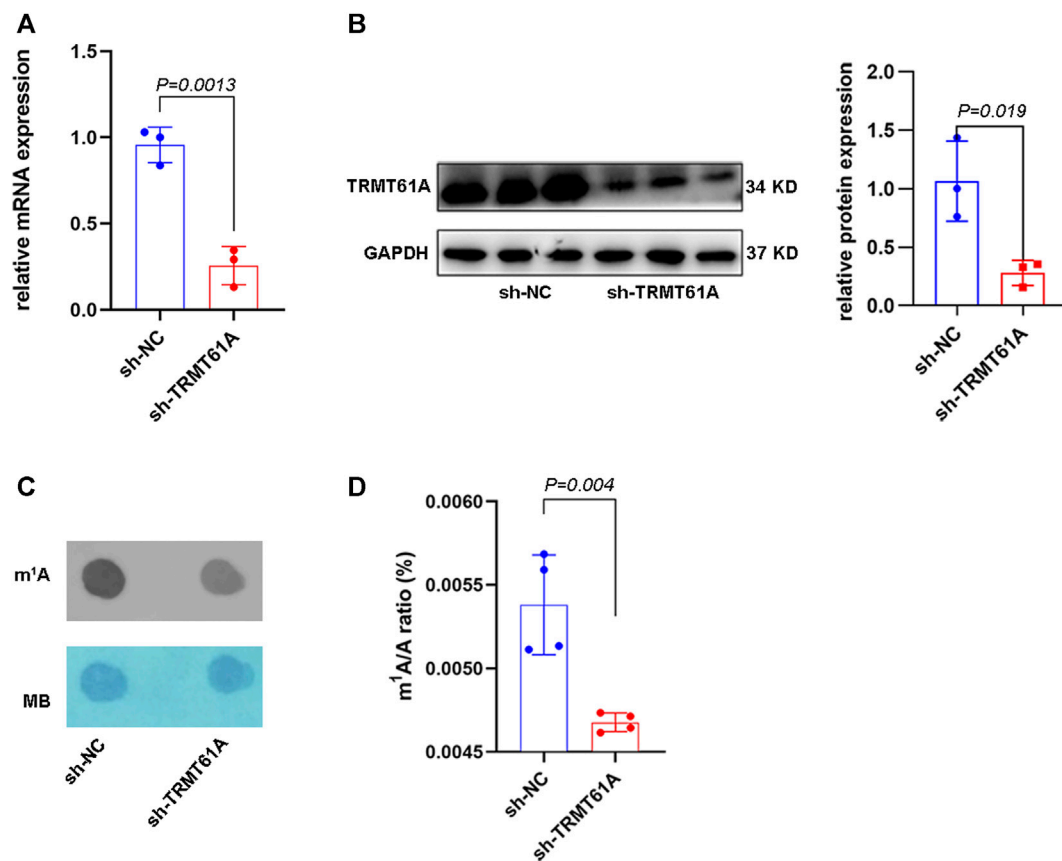 A
relative mRNA expression
1.5
1.0
0.5
0.0
P=0.0013
sh-NC
sh-TRMT61A
B
TRMT61A
34 KD
GAPDH
37 KD
sh-NC
sh-TRMT61A
relative protein expression
2.0
1.5
1.0
0.5
0.0
P=0.019
sh-NC
sh-TRMT61A
C
m¹A
MB
sh-NC
sh-TRMT61A
D
m¹A/A ratio (%)
0.0060
0.0055
0.0050
0.0045
P=0.004
sh-NC
sh-TRMT61A